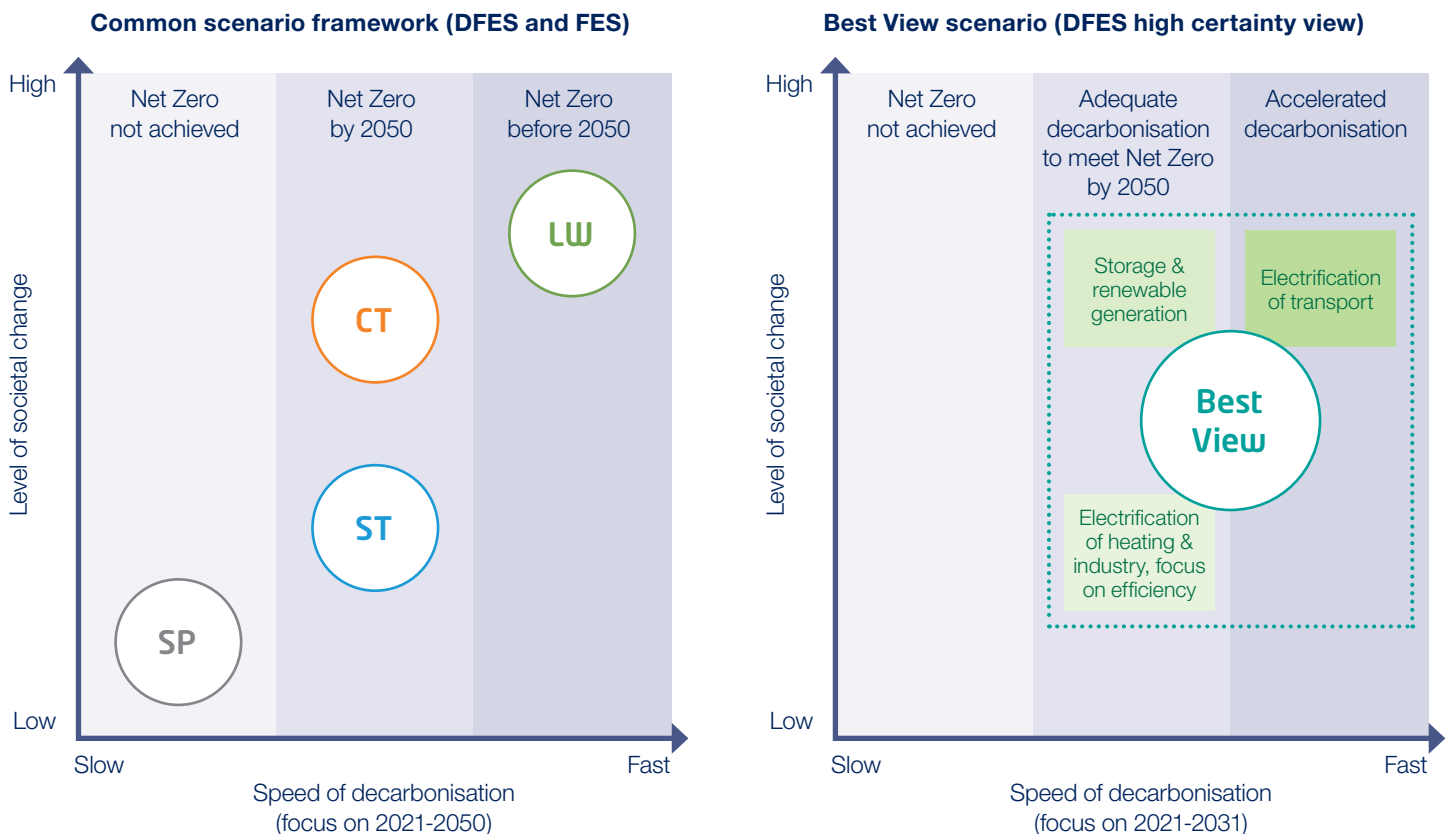 Common scenario framework (DFES and FES)
High
Net Zero
not achieved
Net Zero
by 2050
Net Zero
before 2050
LW
CT
ST
SP
Level of societal change
Low
Slow
Fast
Speed of decarbonisation
(focus on 2021-2050)
Best View scenario (DFES high certainty view)
High
Net Zero
not achieved
Adequate
decarbonisation
to meet Net Zero
by 2050
Accelerated
decarbonisation
Storage &
renewable
generation
Electrification
of transport
Best
View
Electrification
of heating &
industry, focus
on efficiency
Level of societal change
Low
Slow
Fast
Speed of decarbonisation
(focus on 2021-2031)